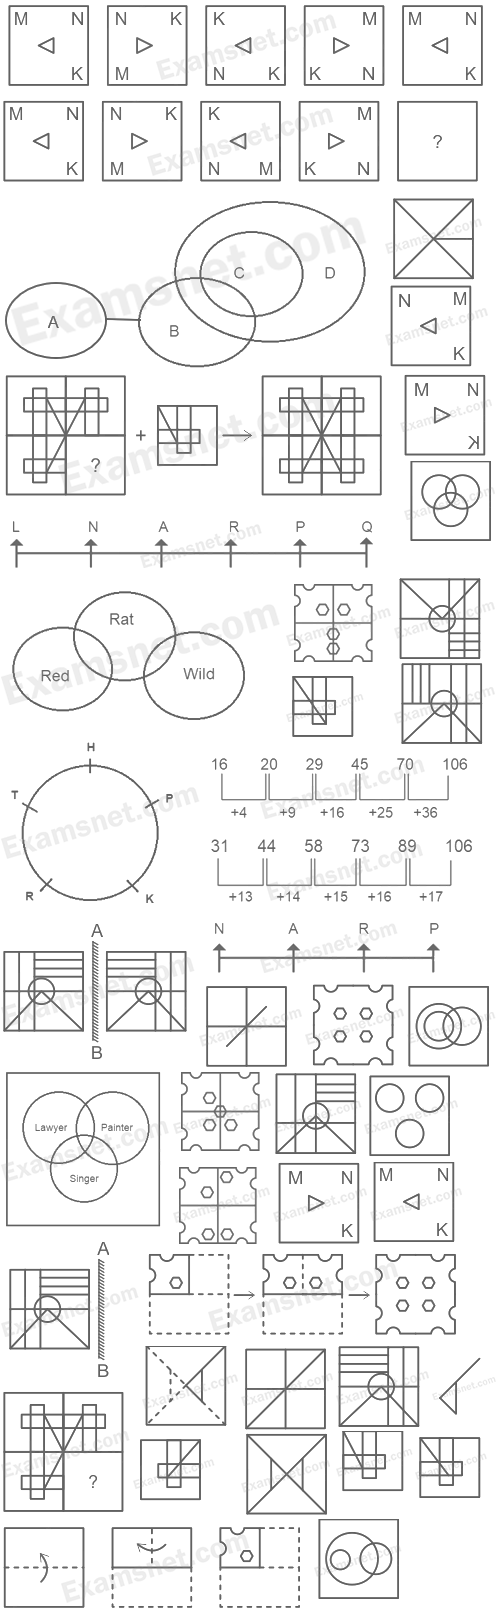 M N K
N K M
K N K
M K N
M N K
M N K
N K M
K N M
M K N
?
A B C D
N M K
M N K
?
+
L N A R P Q
Rat
Red Wild
16 20 29 45 70 106
+4 +9 +16 +25 +36
H
T P
R K
31 44 58 73 89 106
+13 +14 +15 +16 +17
N A R P
A
B
Lawyer Painter
Singer
M N K
M N K
A
B
?
Examsnet.com